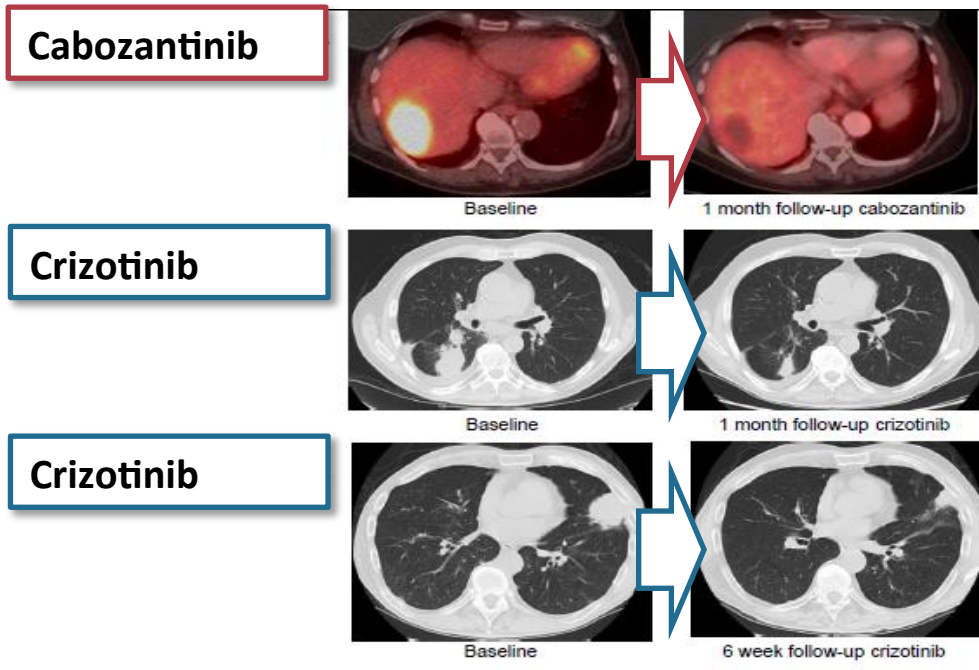 Cabozantinib
Baseline
1 month follow-up cabozantinib
Crizotinib
Baseline
1 month follow-up crizotinib
Crizotinib
Baseline
6 week follow-up crizotinib